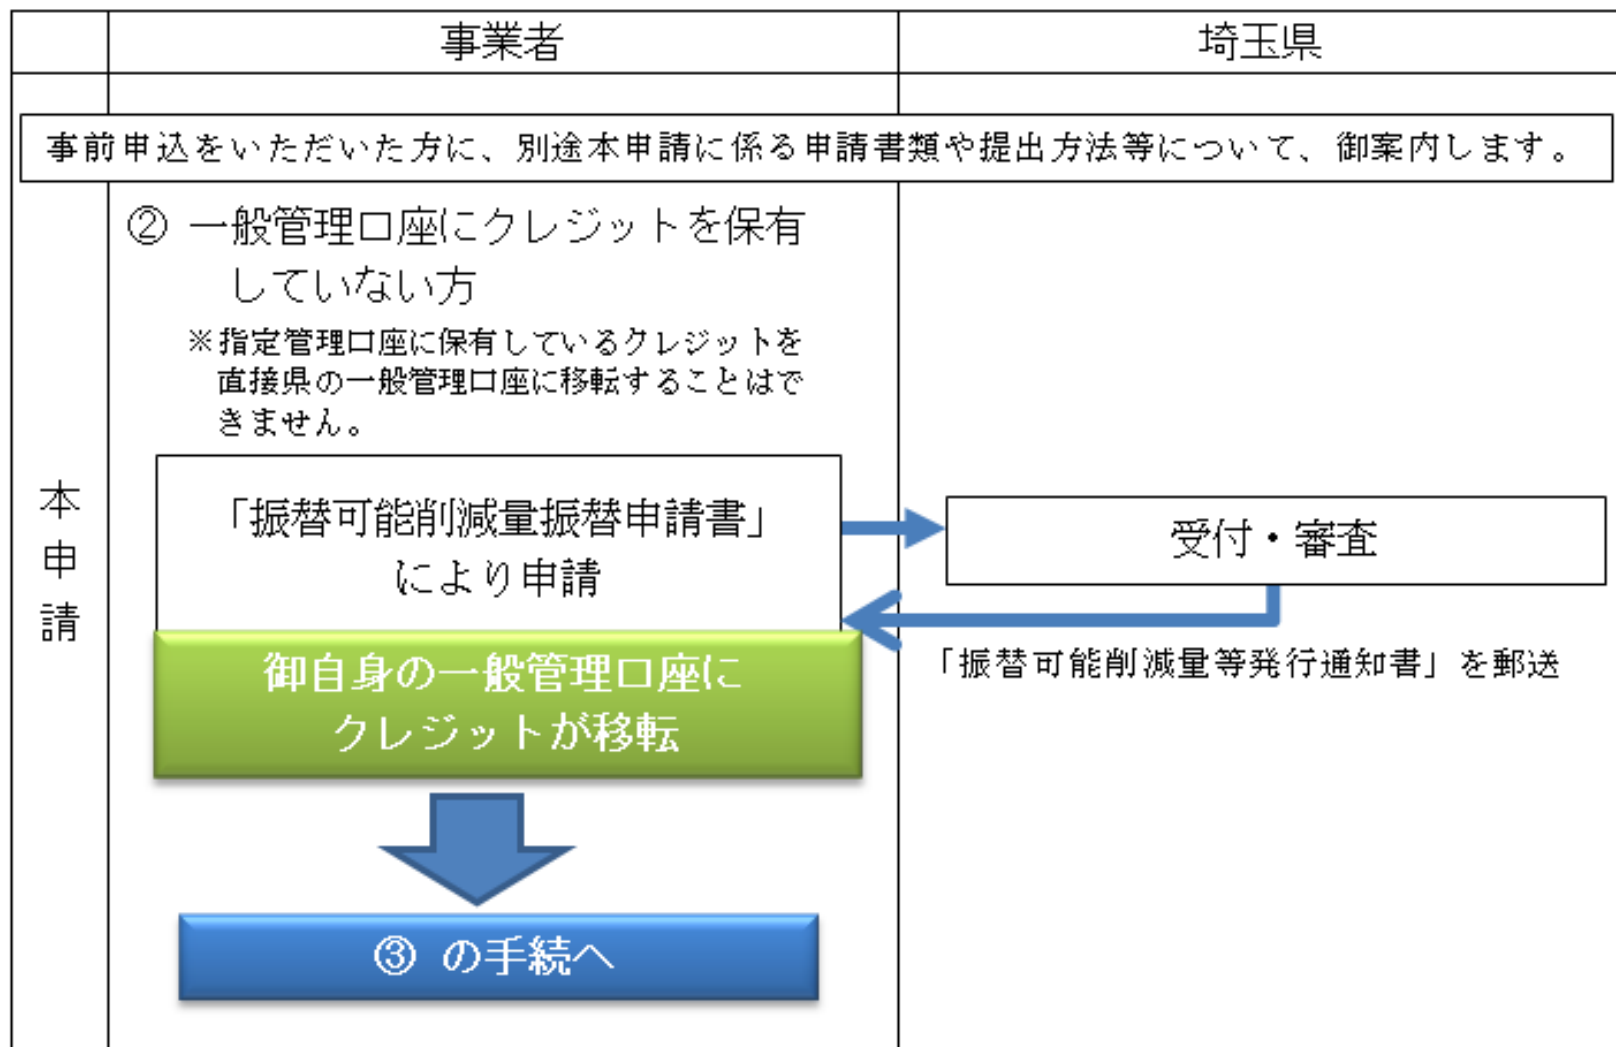 事業者
埼玉県
事前申込をいただいた方に、別途本申請に係る申請書類や提出方法等について、御案内します。
② 一般管理口座にクレジットを保有
していない方
※指定管理口座に保有しているクレジットを
直接県の一般管理口座に移転することはで
きません。
本申請
「振替可能削減量振替申請書」
により申請
受付・審査
御自身の一般管理口座に
クレジットが移転
「振替可能削減量等発行通知書」を郵送
③ の手続へ